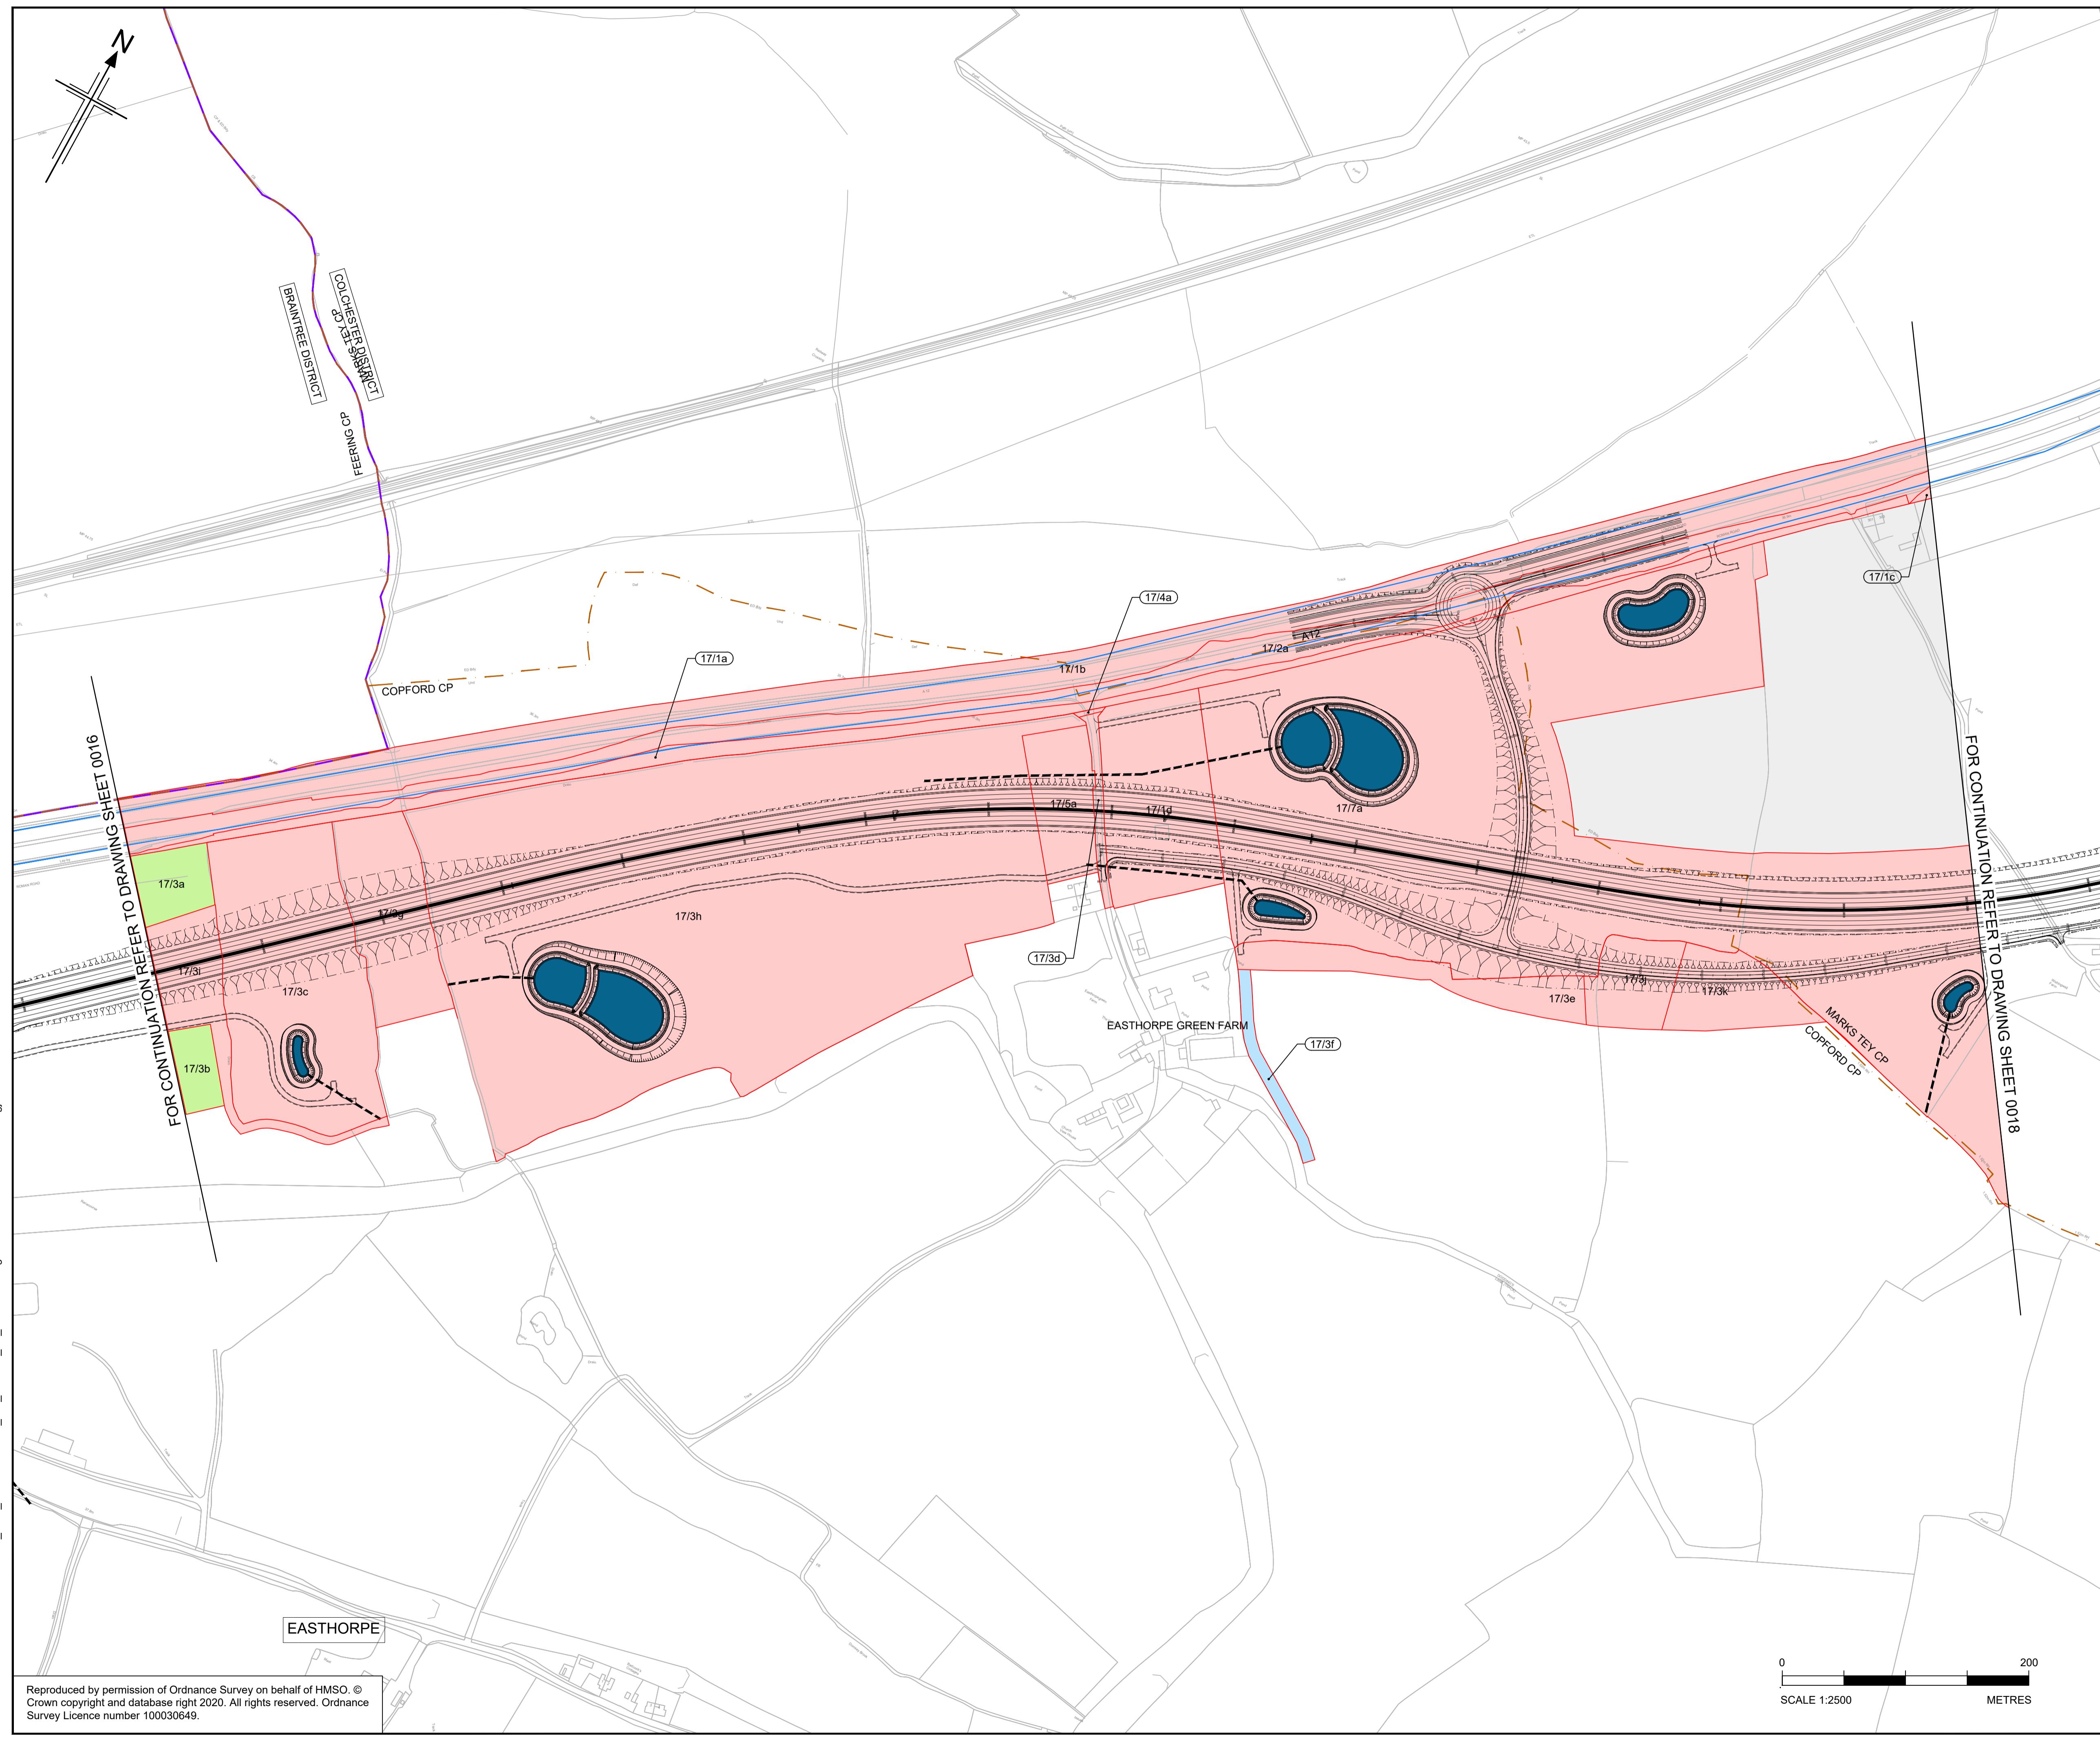 N
COLCHESTER DISTRICT
MARKS TEY CP
BRAINTREE DISTRICT
FEERING CP
COPFORD CP
17/1a
17/4a
17/1b
17/2a
A12
17/1c
FOR CONTINUATION REFER TO DRAWING SHEET 0016
FOR CONTINUATION REFER TO DRAWING SHEET 0018
17/5a
17/1d
17/7a
17/3a
17/3g
17/3h
17/3i
17/3c
17/3b
17/3d
17/3e
17/3j
17/3k
EASTHORPE GREEN FARM
17/3f
MARKS TEY CP
COPFORD CP
EASTHORPE
Reproduced by permission of Ordnance Survey on behalf of HMSO. ©
Crown copyright and database right 2020. All rights reserved. Ordnance
Survey Licence number 100030649.
0
200
SCALE 1:2500
METRES